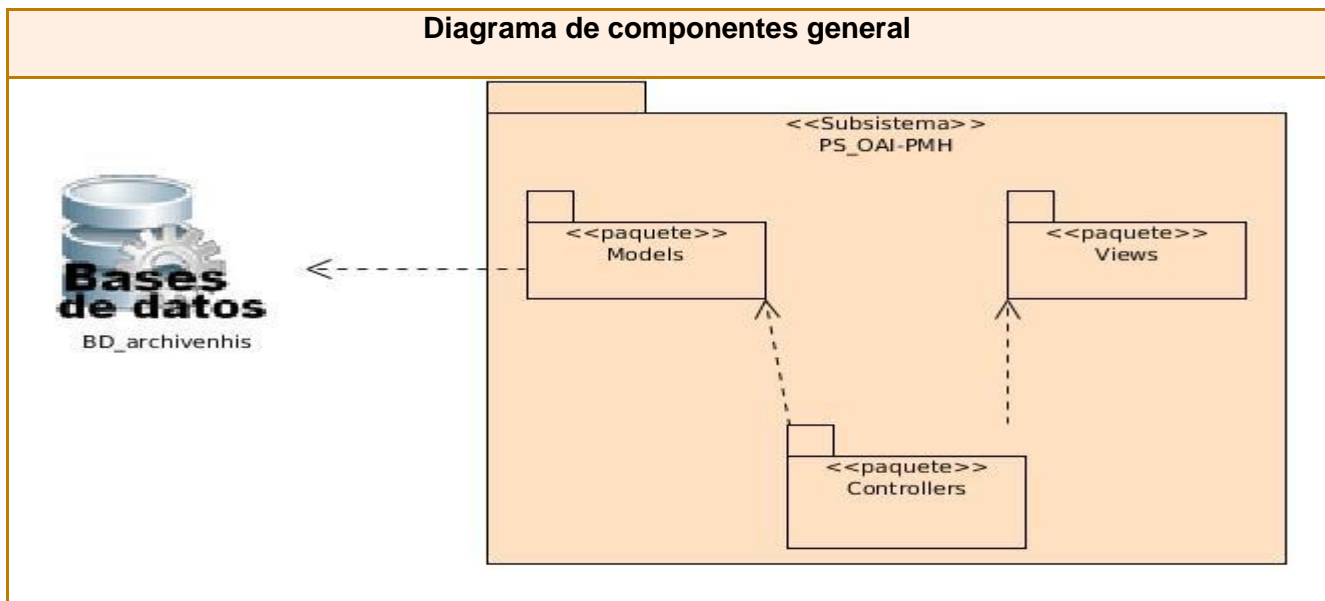 Diagrama de componentes general
<<Subsistema>>
PS_OAI-PMH
<<paquete>>
Models
<<paquete>>
Views
Bases
de datos
BD_archivenhis
<<paquete>>
Controllers